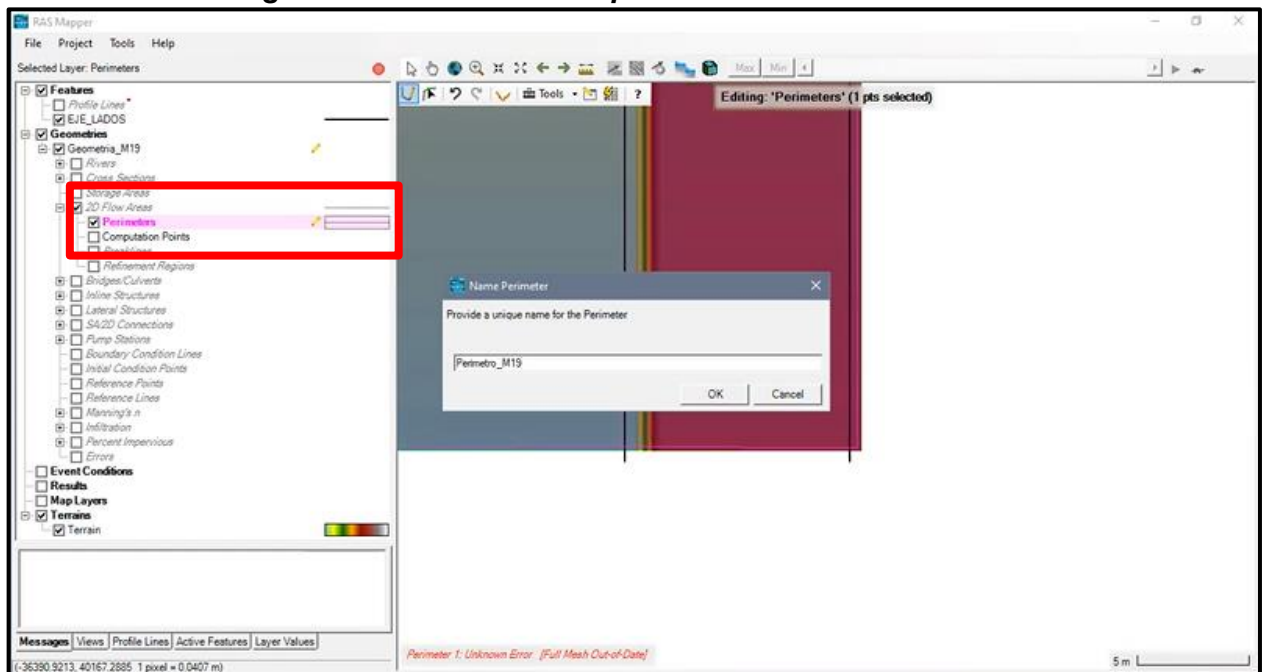 RAS Mapper
File Project Tools Help
Selected Layer: Perimeters
Max Min
Features
Profile Lines
EJE_LADOS
Geometries
Geometria_M19
Rivers
Cross Sections
Storage Areas
2D Flow Areas
Perimeters
Computation Points
Breaklines
Refinement Regions
Bridges/Culverts
Inline Structures
Lateral Structures
SA/2D Connections
Pump Stations
Boundary Condition Lines
Initial Condition Points
Reference Points
Reference Lines
Manning's n
Infiltration
Percent Impervious
Errors
Event Conditions
Results
Map Layers
Terrains
Terrain
Messages Views Profile Lines Active Features Layer Values
(-36390.9213, 40167.2885 1 pixel = 0.0407 m)
Tools ?
Editing: 'Perimeters' (1 pts selected)
Name Perimeter
Provide a unique name for the Perimeter
Perimetro_M19
OK Cancel
Perimeter 1: Unknown Error [Full Mesh Out-of-Date]
5 m